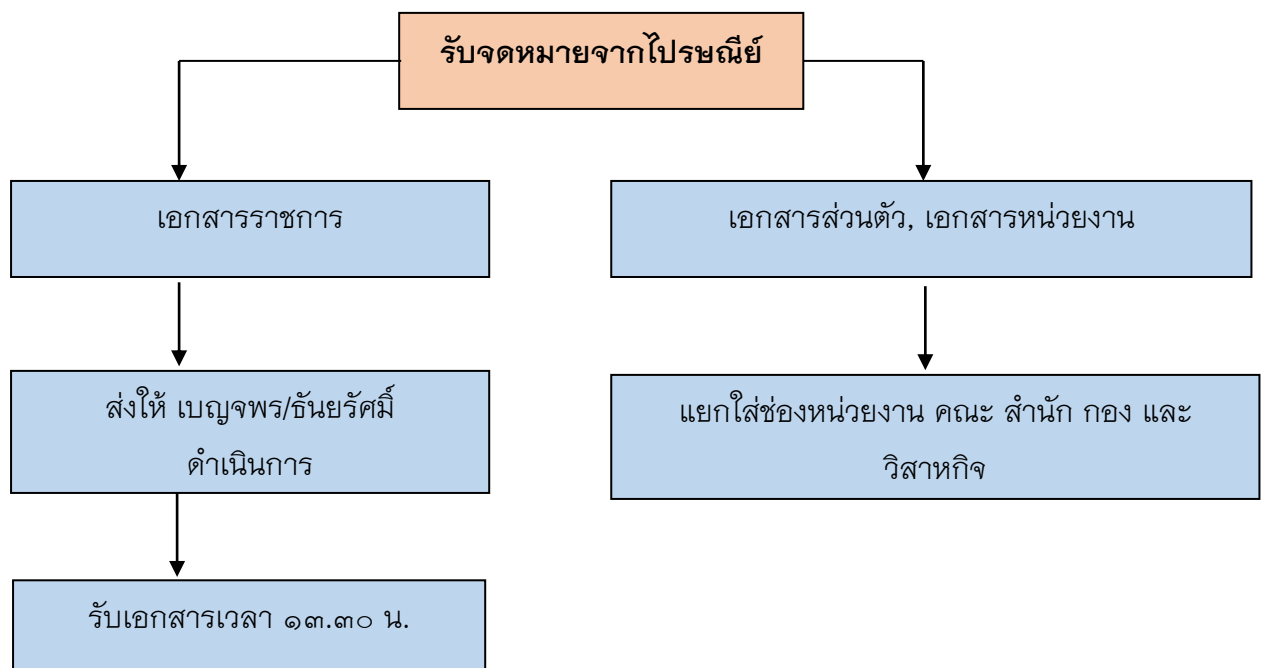 รับจดหมายจากไปรษณีย์
เอกสารราชการ
เอกสารส่วนตัว, เอกสารหน่วยงาน
ส่งให้ เบญจพร/ธันยรัศมิ์
ดำเนินการ
แยกใส่ช่องหน่วยงาน คณะ สำนัก กอง และ
วิสาหกิจ
รับเอกสารเวลา ๑๓.๓๐ น.